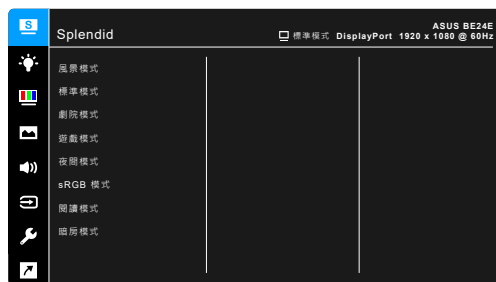 S
Splendid
標準模式 DisplayPort 1920 x 1080 @ 60Hz
ASUS BE24E
風景模式
標準模式
劇院模式
遊戲模式
夜間模式
sRGB 模式
閱讀模式
暗房模式